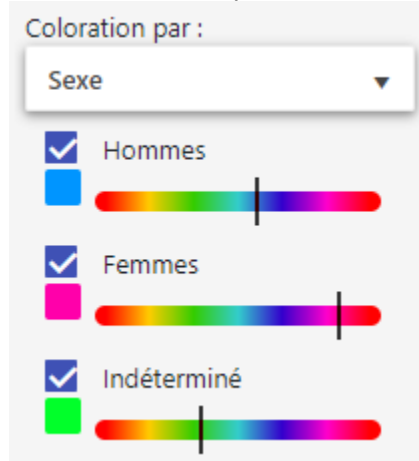 Coloration par :
Sexe
Hommes
Femmes
Indéterminé